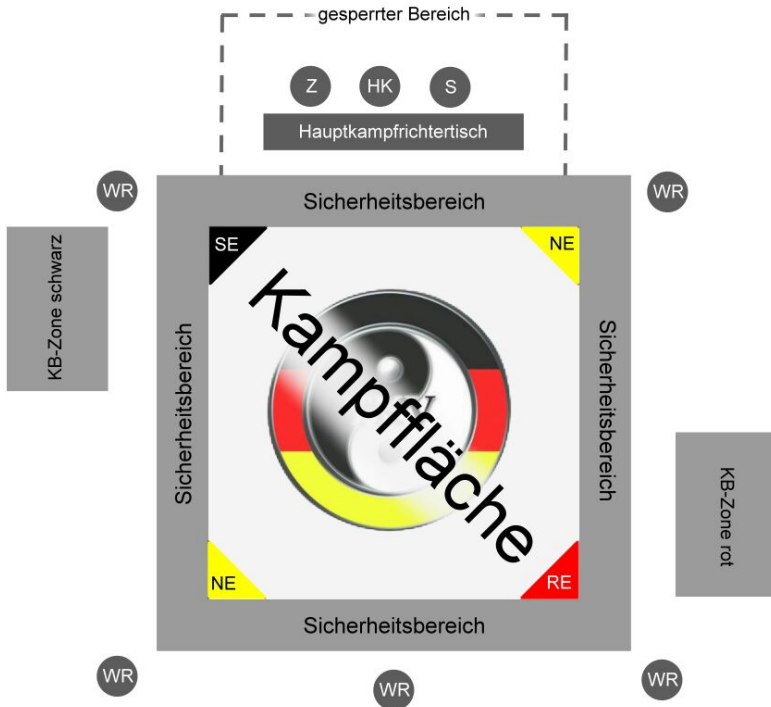 gesperrter Bereich
Z HK S
Hauptkampfrichtertisch
WR WR
Sicherheitsbereich
SE NE
KB-Zone schwarz
Sicherheitsbereich
Kampffläche
Sicherheitsbereich
KB-Zone rot
NE RE
Sicherheitsbereich
WR WR WR